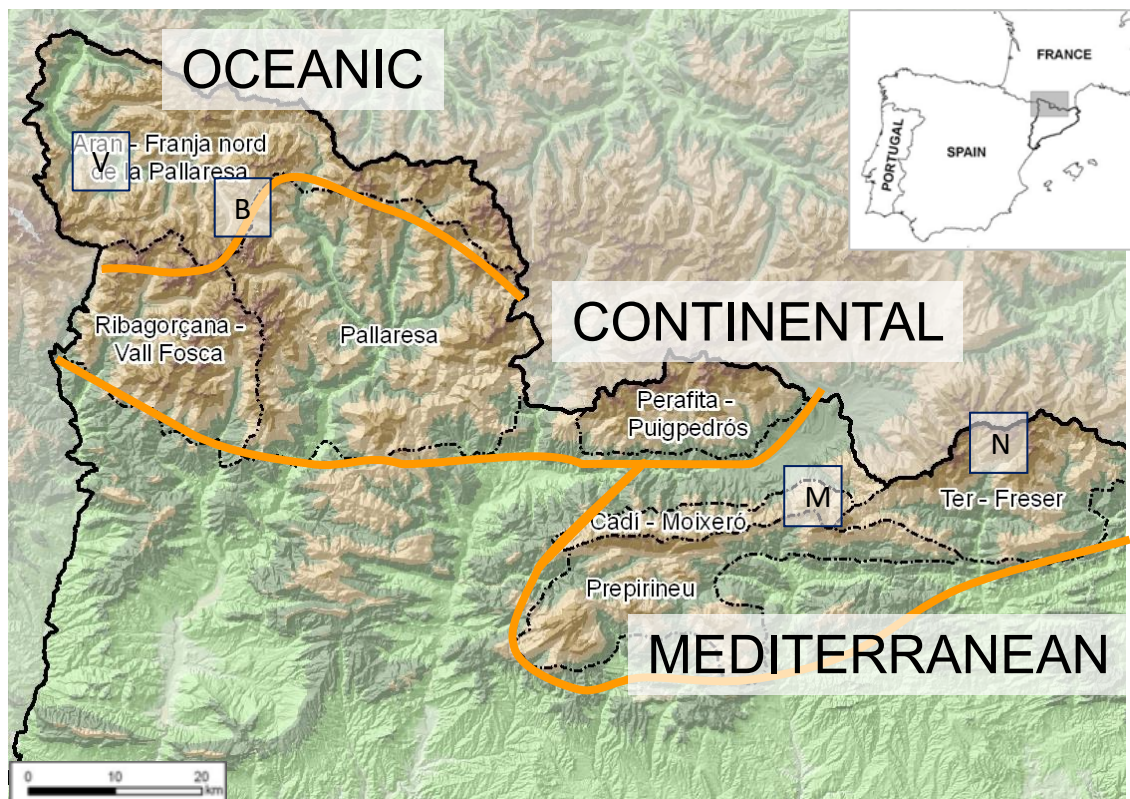 OCEANIC
FRANCE
PORTUGAL
SPAIN
Aran - Franja nord
de la Pallaresa
V
B
CONTINENTAL
Ribagorçana -
Vall Fosca
Pallaresa
Perafita -
Puigpedrós
N
M
Ter - Freser
Cadí - Moixeró
Prepirineu
MEDITERRANEAN
0 10 20
km